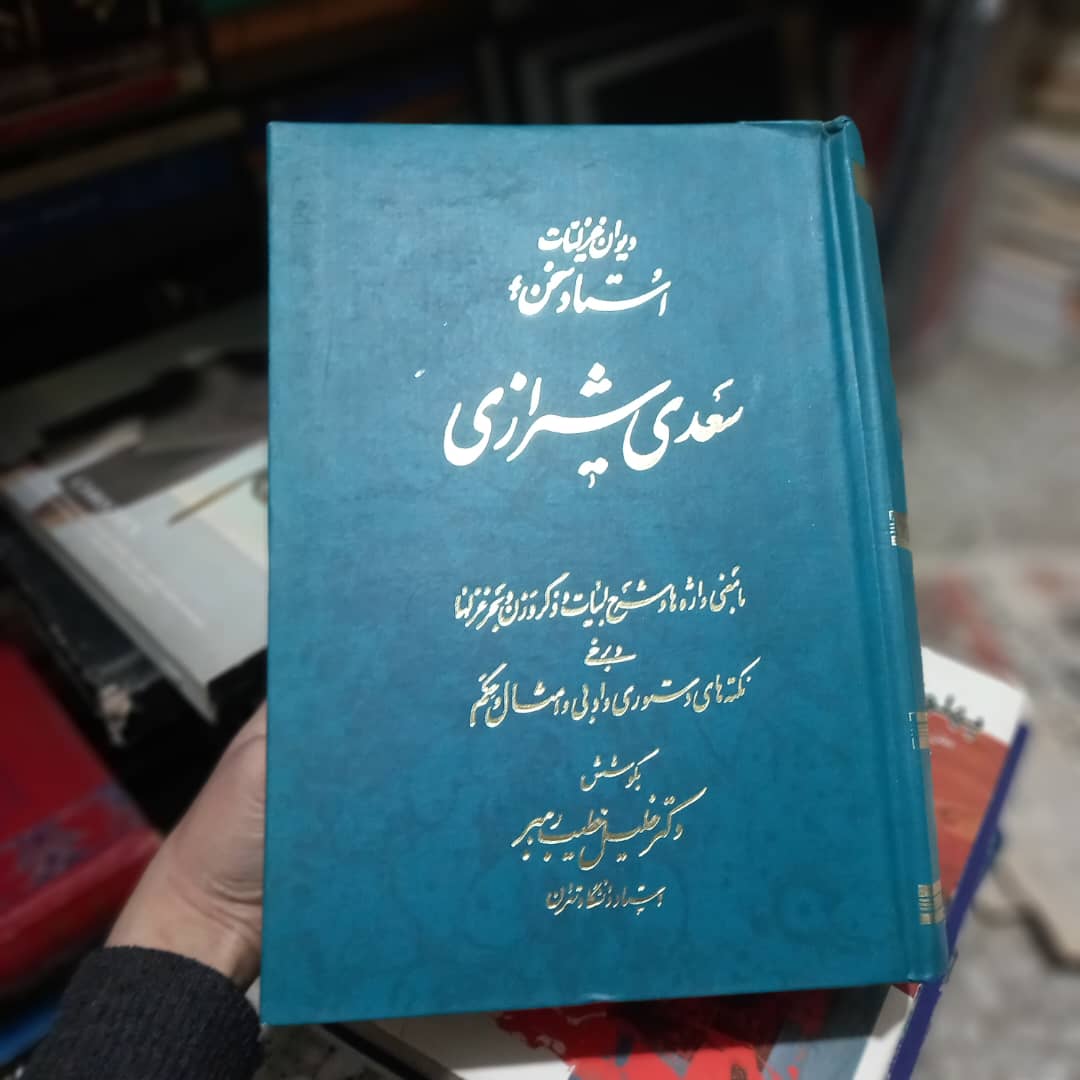 دیوان غزلیات
استاد سخن
سعدی شیرازی
با معنی واژه‌ها و شرح ابیات و ذکر وزن و بحر غزلها
و برخی
نکته‌های دستوری و ادبی و امثال و حکم
بکوشش
دکتر خلیل خطیب رهبر
استاد دانشگاه تهران